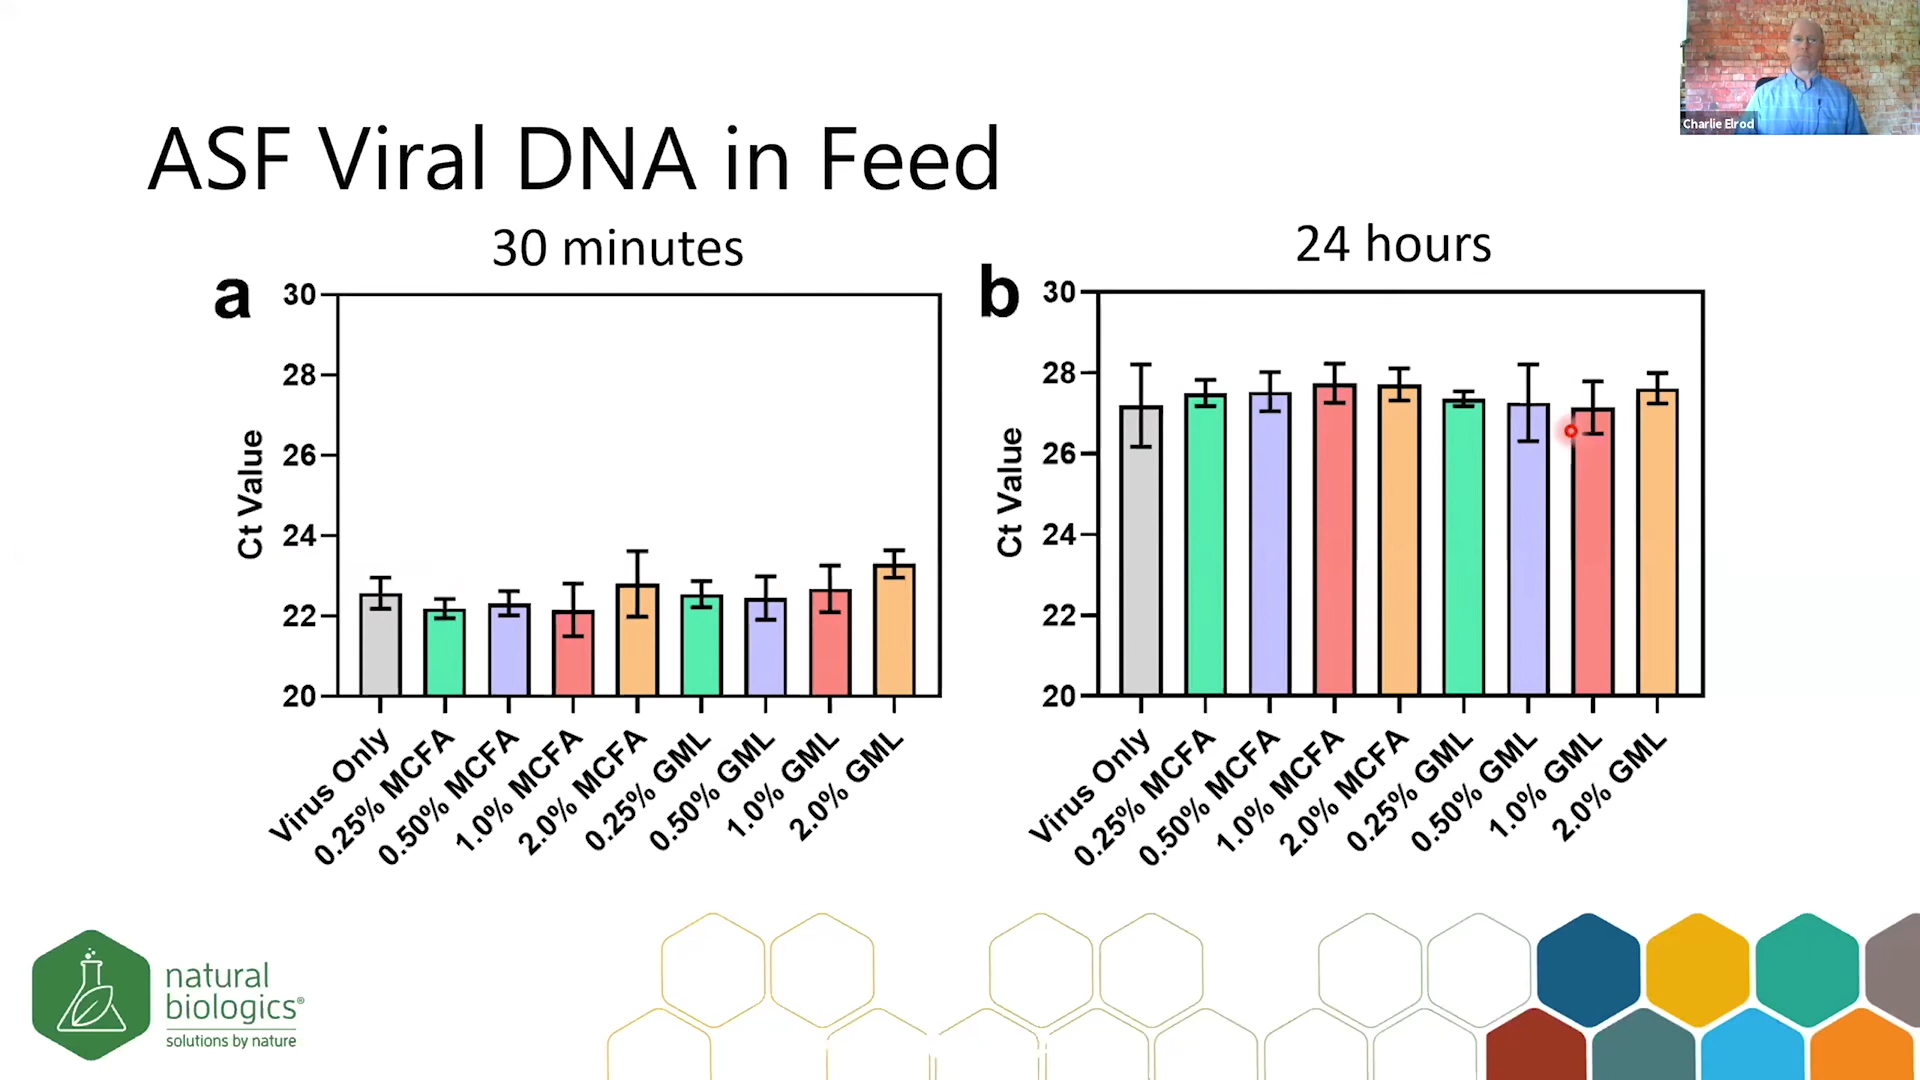 Charlie Elrod
ASF Viral DNA in Feed
30 minutes
24 hours
a
30
28
26
24
22
20
Ct Value
Virus Only
0.25% MCFA
0.50% MCFA
1.0% MCFA
2.0% MCFA
0.25% GML
0.50% GML
1.0% GML
2.0% GML
b
30
28
26
24
22
20
Ct Value
Virus Only
0.25% MCFA
0.50% MCFA
1.0% MCFA
2.0% MCFA
0.25% GML
0.50% GML
1.0% GML
2.0% GML
natural
biologics®
solutions by nature